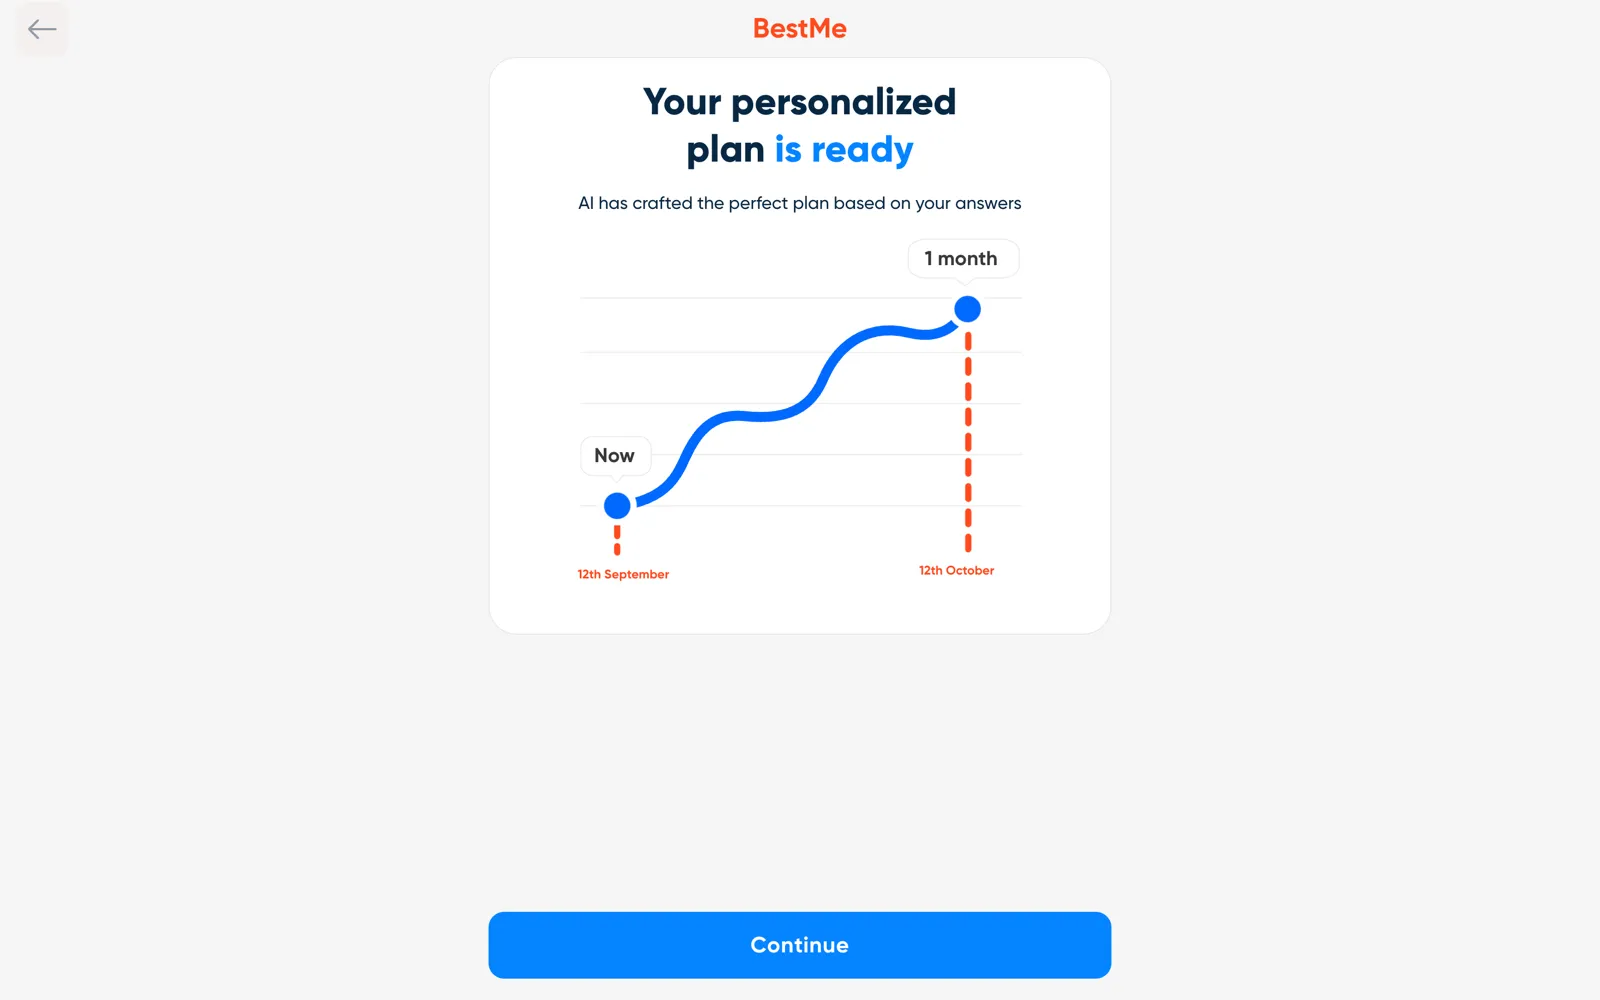 BestMe
Your personalized
plan is ready
AI has crafted the perfect plan based on your answers
1 month
Now
12th September
12th October
Continue